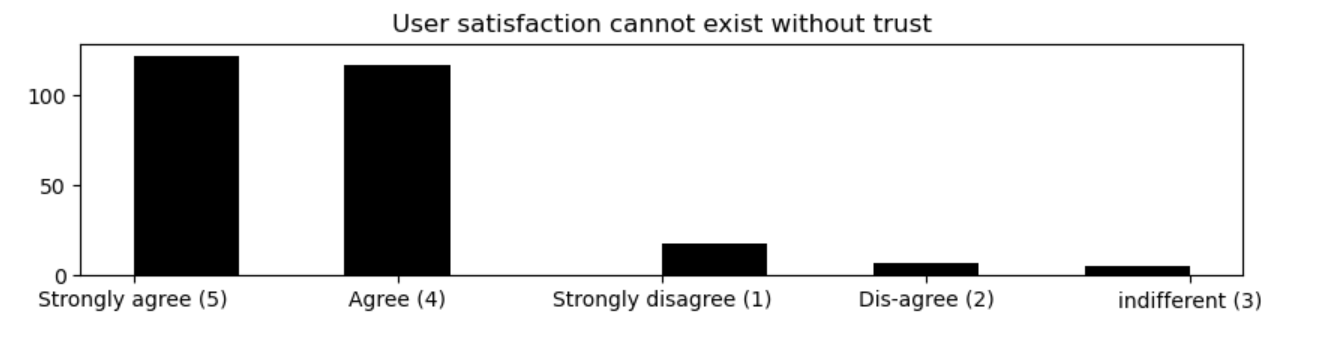 User satisfaction cannot exist without trust
100
50
0
Strongly agree (5) Agree (4) Strongly disagree (1) Dis-agree (2) indifferent (3)